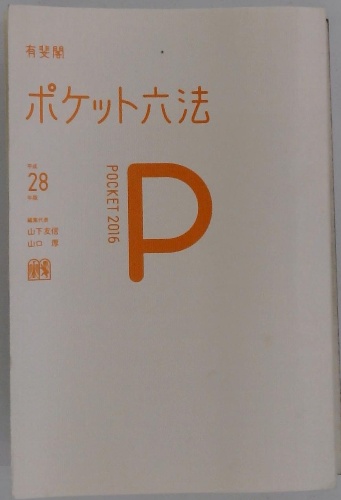 有斐閣
ポケット六法
平成
28
年版
POCKET 2016
P
編集代表
山下友信
山口 厚